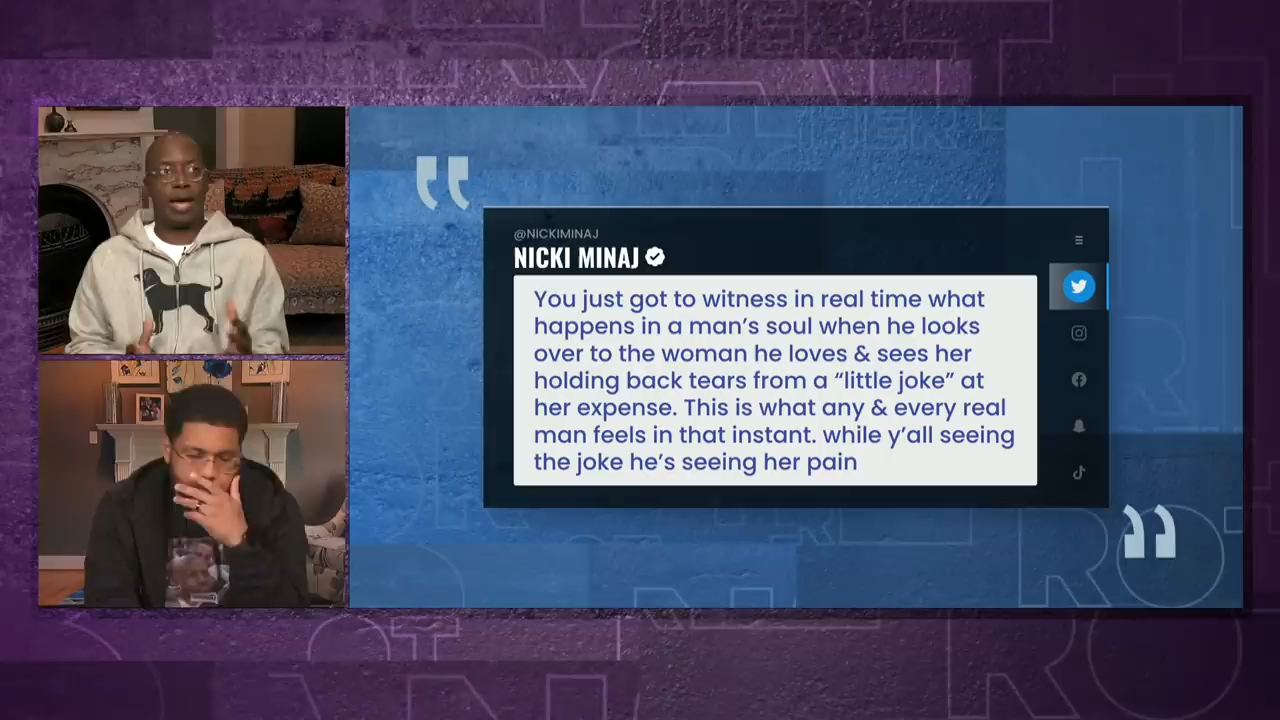 @NICKIMINAJ
NICKI MINAJ
You just got to witness in real time what
happens in a man’s soul when he looks
over to the woman he loves & sees her
holding back tears from a “little joke” at
her expense. This is what any & every real
man feels in that instant. while y’all seeing
the joke he’s seeing her pain